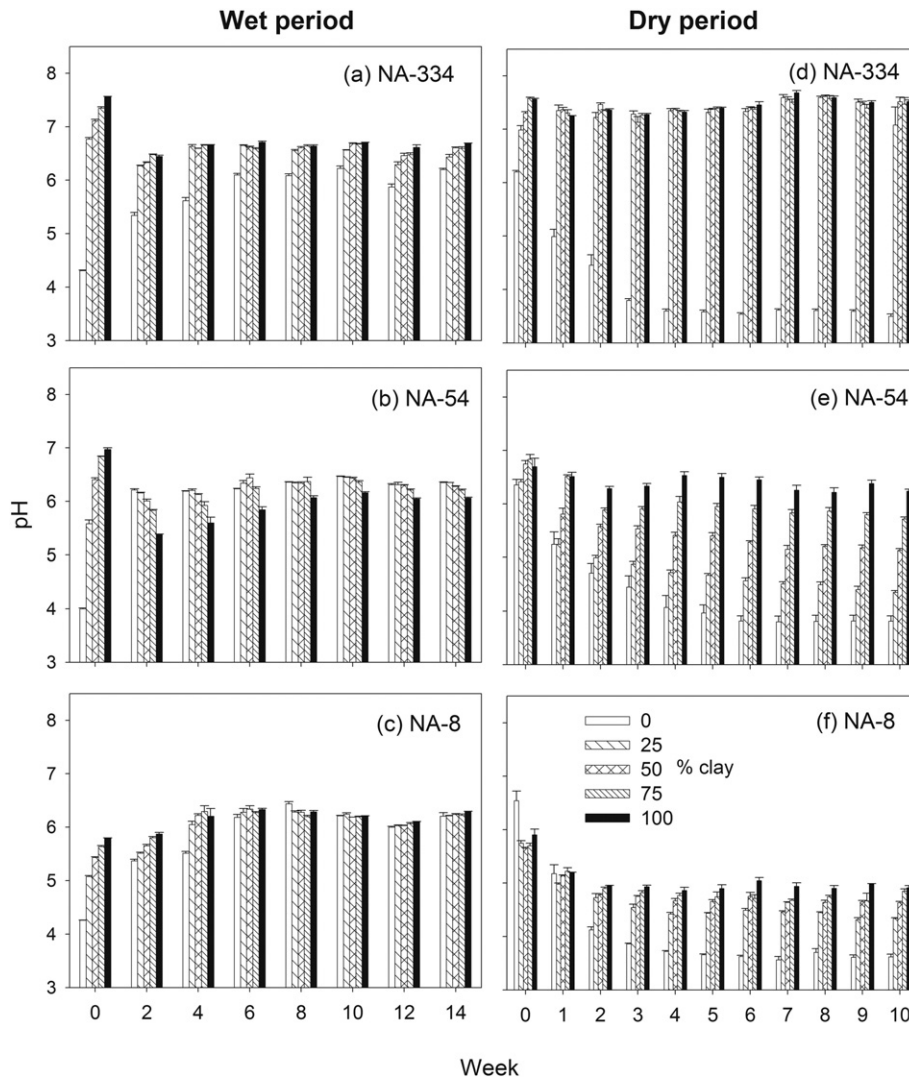 Wet period
Dry period
(a) NA-334
8
7
6
5
4
3
(d) NA-334
(b) NA-54
8
7
6
5
4
3
(e) NA-54
pH
(c) NA-8
8
7
6
5
4
3
(f) NA-8
0
25
50 % clay
75
100
0 2 4 6 8 10 12 14
0 1 2 3 4 5 6 7 8 9 10
Week